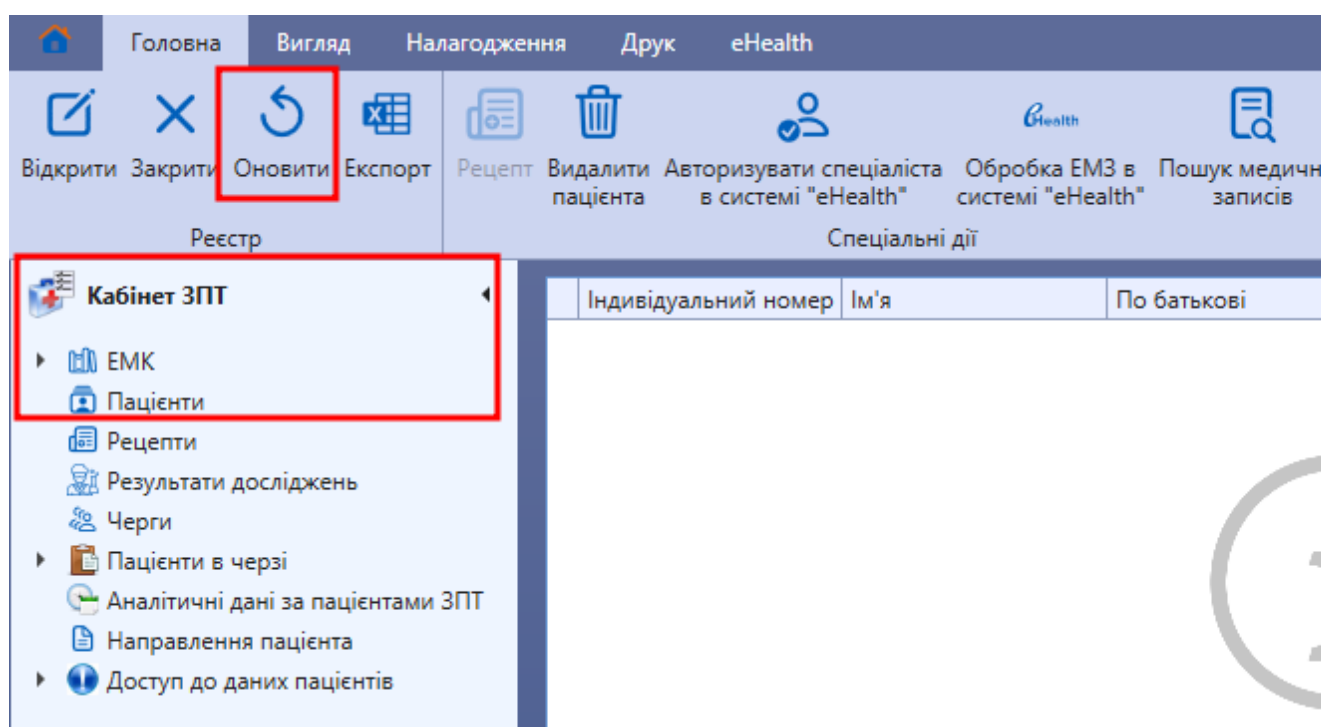 Головна Вигляд Налагодження Друк eHealth
Відкрити Закрити Оновити Експорт Рецепт Видалити Авторизувати спеціаліста Обробка ЕМЗ в Пошук медичн
пацієнта в системі "eHealth" системі "eHealth" записів
eHealth
Реєстр Спеціальні дії
Кабінет ЗПТ
Індивідуальний номер Ім'я По батькові
ЕМК
Пацієнти
Рецепти
Результати досліджень
Черги
Пацієнти в черзі
Аналітичні дані за пацієнтами ЗПТ
Направлення пацієнта
Доступ до даних пацієнтів